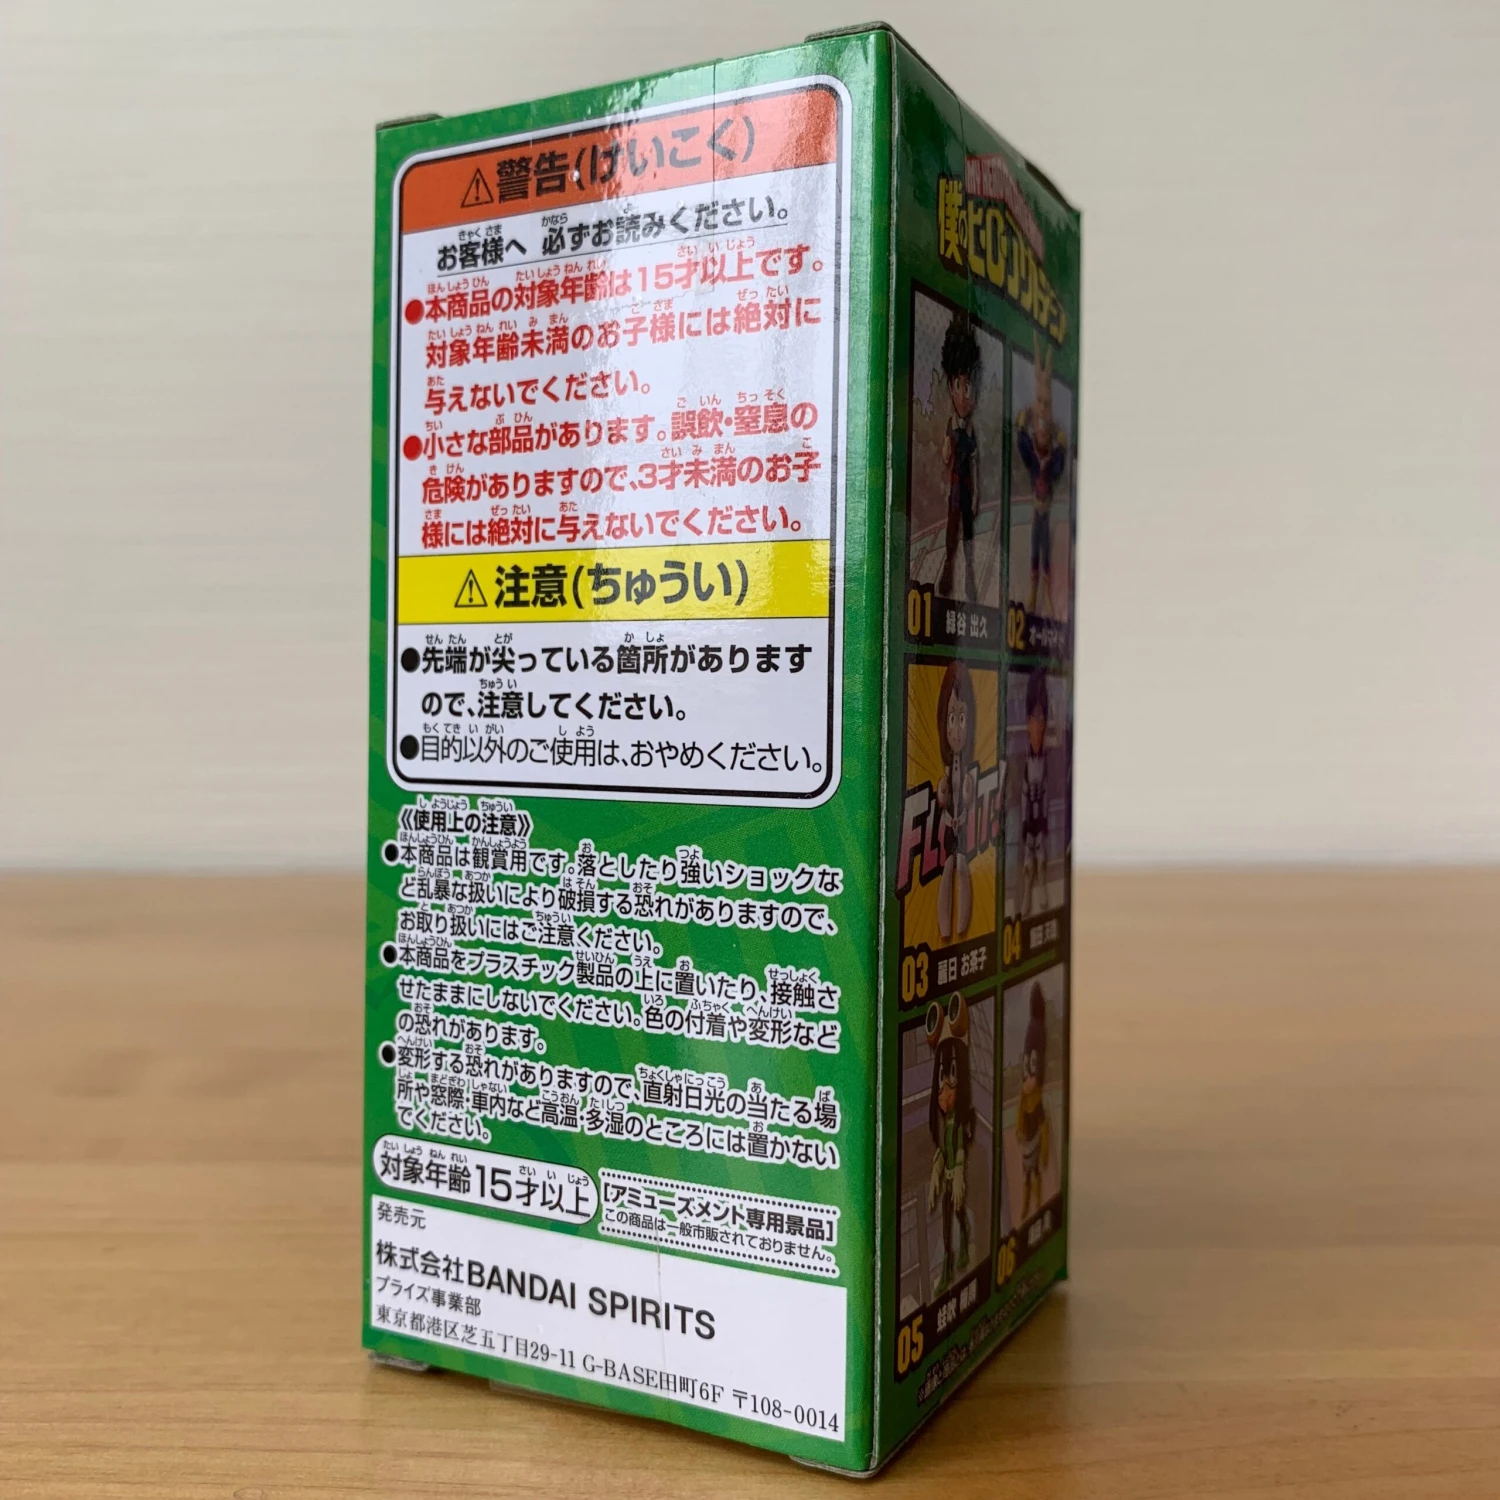 警告(けいこく)
お客様へ 必ずお読みください。
●本商品の対象年齢は15才以上です。
対象年齢未満のお子様には絶対に
与えないでください。
●小さな部品があります。誤飲・窒息の
危険がありますので、3才未満のお子
様には絶対に与えないでください。
注意(ちゅうい)
●先端が尖っている箇所があります
ので、注意してください。
●目的以外のご使用は、おやめください。
《使用上の注意》
●本商品は観賞用です。落としたり強いショックな
ど乱暴な扱いにより破損する恐れがありますので、
お取り扱いにはご注意ください。
●本商品をプラスチック製品の上に置いたり、接触さ
せたままにしないでください。色の付着や変形など
の恐れがあります。
●変形する恐れがありますので、直射日光の当たる場
所や窓際・車内など高温・多湿のところには置かない
でください。
対象年齢15才以上
[アミューズメント専用景品]
この商品は一般市販されておりません。
発売元
株式会社BANDAI SPIRITS
プライズ事業部
東京都港区芝五丁目29-11 G-BASE田町6F 〒108-0014
MY HERO
僕のヒーローアカデミア
01 緑谷 出久
02 オールマイト
FLOAT!
03 麗日 お茶子
04
05 蛙吹 梅雨
06